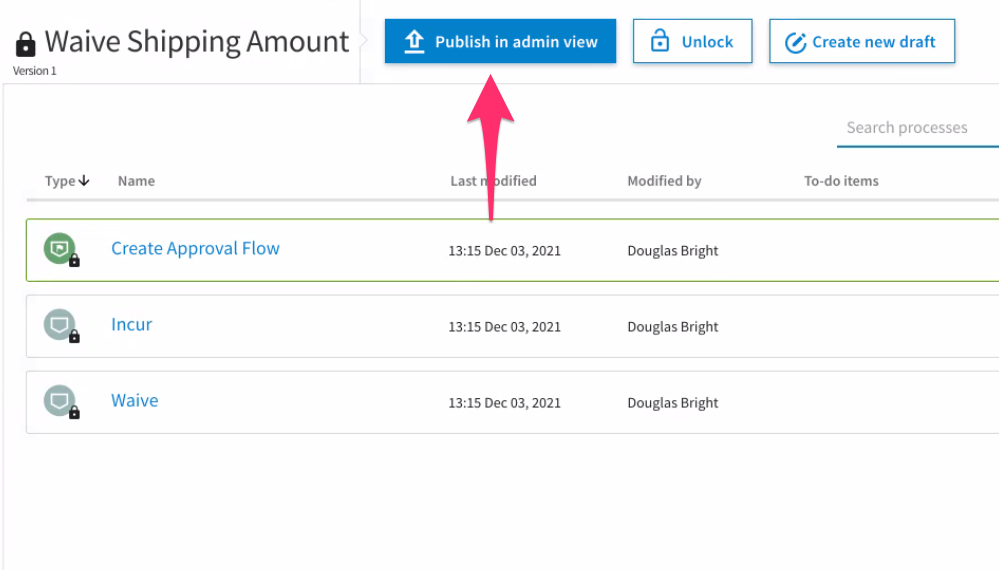 Waive Shipping Amount
Version 1
Publish in admin view
Unlock
Create new draft
Search processes
Type Name Last modified Modified by To-do items
Create Approval Flow 13:15 Dec 03, 2021 Douglas Bright
Incur 13:15 Dec 03, 2021 Douglas Bright
Waive 13:15 Dec 03, 2021 Douglas Bright